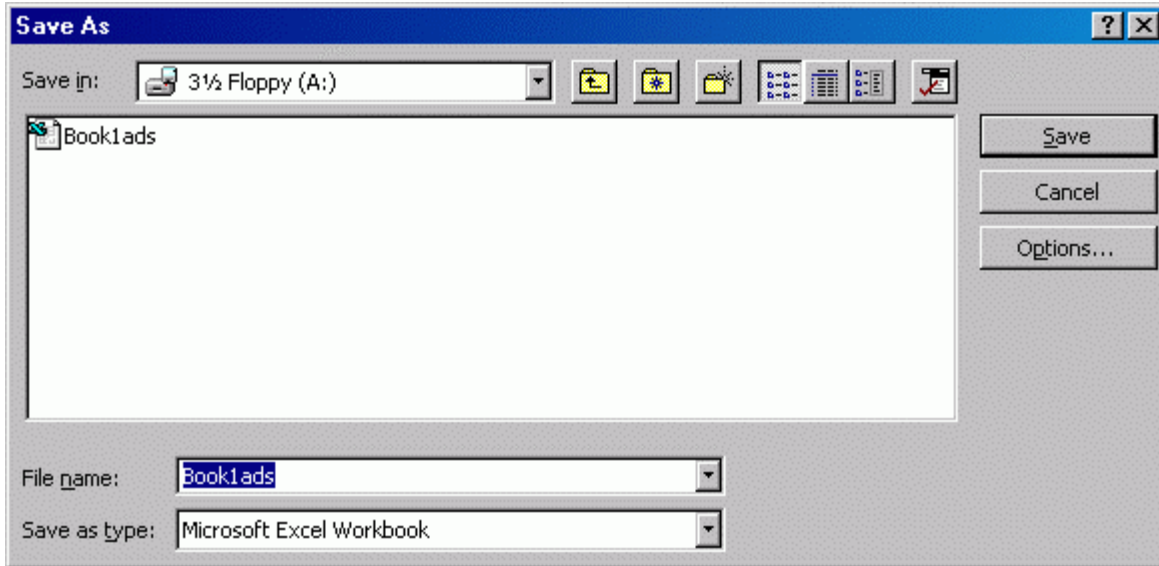 Save As
Save in: 3½ Floppy (A:)
Book1ads
Save
Cancel
Options...
File name: Book1ads
Save as type: Microsoft Excel Workbook